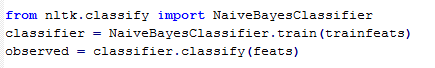 from nltk.classify import NaiveBayesClassifier
classifier = NaiveBayesClassifier.train(trainfeats)
observed = classifier.classify(feats)